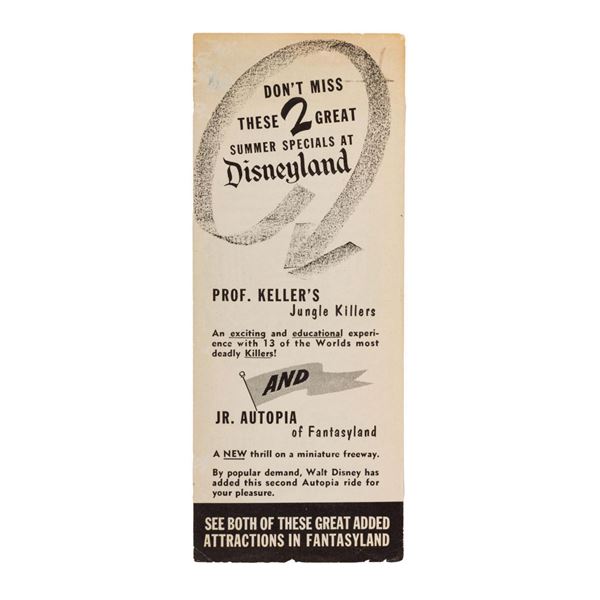 DON'T MISS
THESE 2 GREAT
SUMMER SPECIALS AT
Disneyland
PROF. KELLER'S
Jungle Killers
An exciting and educational experi-
ence with 13 of the Worlds most
deadly Killers!
AND
JR. AUTOPIA
of Fantasyland
A NEW thrill on a miniature freeway.
By popular demand, Walt Disney has
added this second Autopia ride for
your pleasure.
SEE BOTH OF THESE GREAT ADDED
ATTRACTIONS IN FANTASYLAND